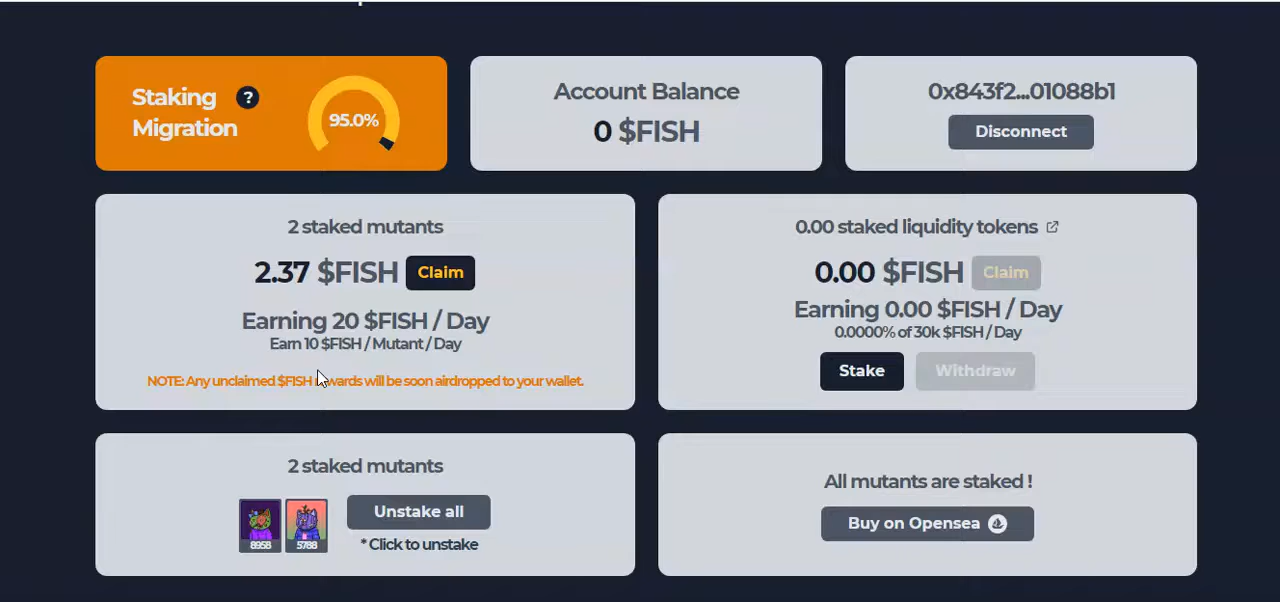 Staking ?
Migration
95.0%
Account Balance
0 $FISH
0x843f2...01088b1
Disconnect
2 staked mutants
2.37 $FISH Claim
Earning 20 $FISH / Day
Earn 10 $FISH / Mutant / Day
NOTE: Any unclaimed $FISH will be soon airdropped to your wallet.
0.00 staked liquidity tokens
0.00 $FISH Claim
Earning 0.00 $FISH / Day
0.0000% of 30k $FISH / Day
Stake Withdraw
2 staked mutants
Unstake all
8958 5788
* Click to unstake
All mutants are staked !
Buy on Opensea